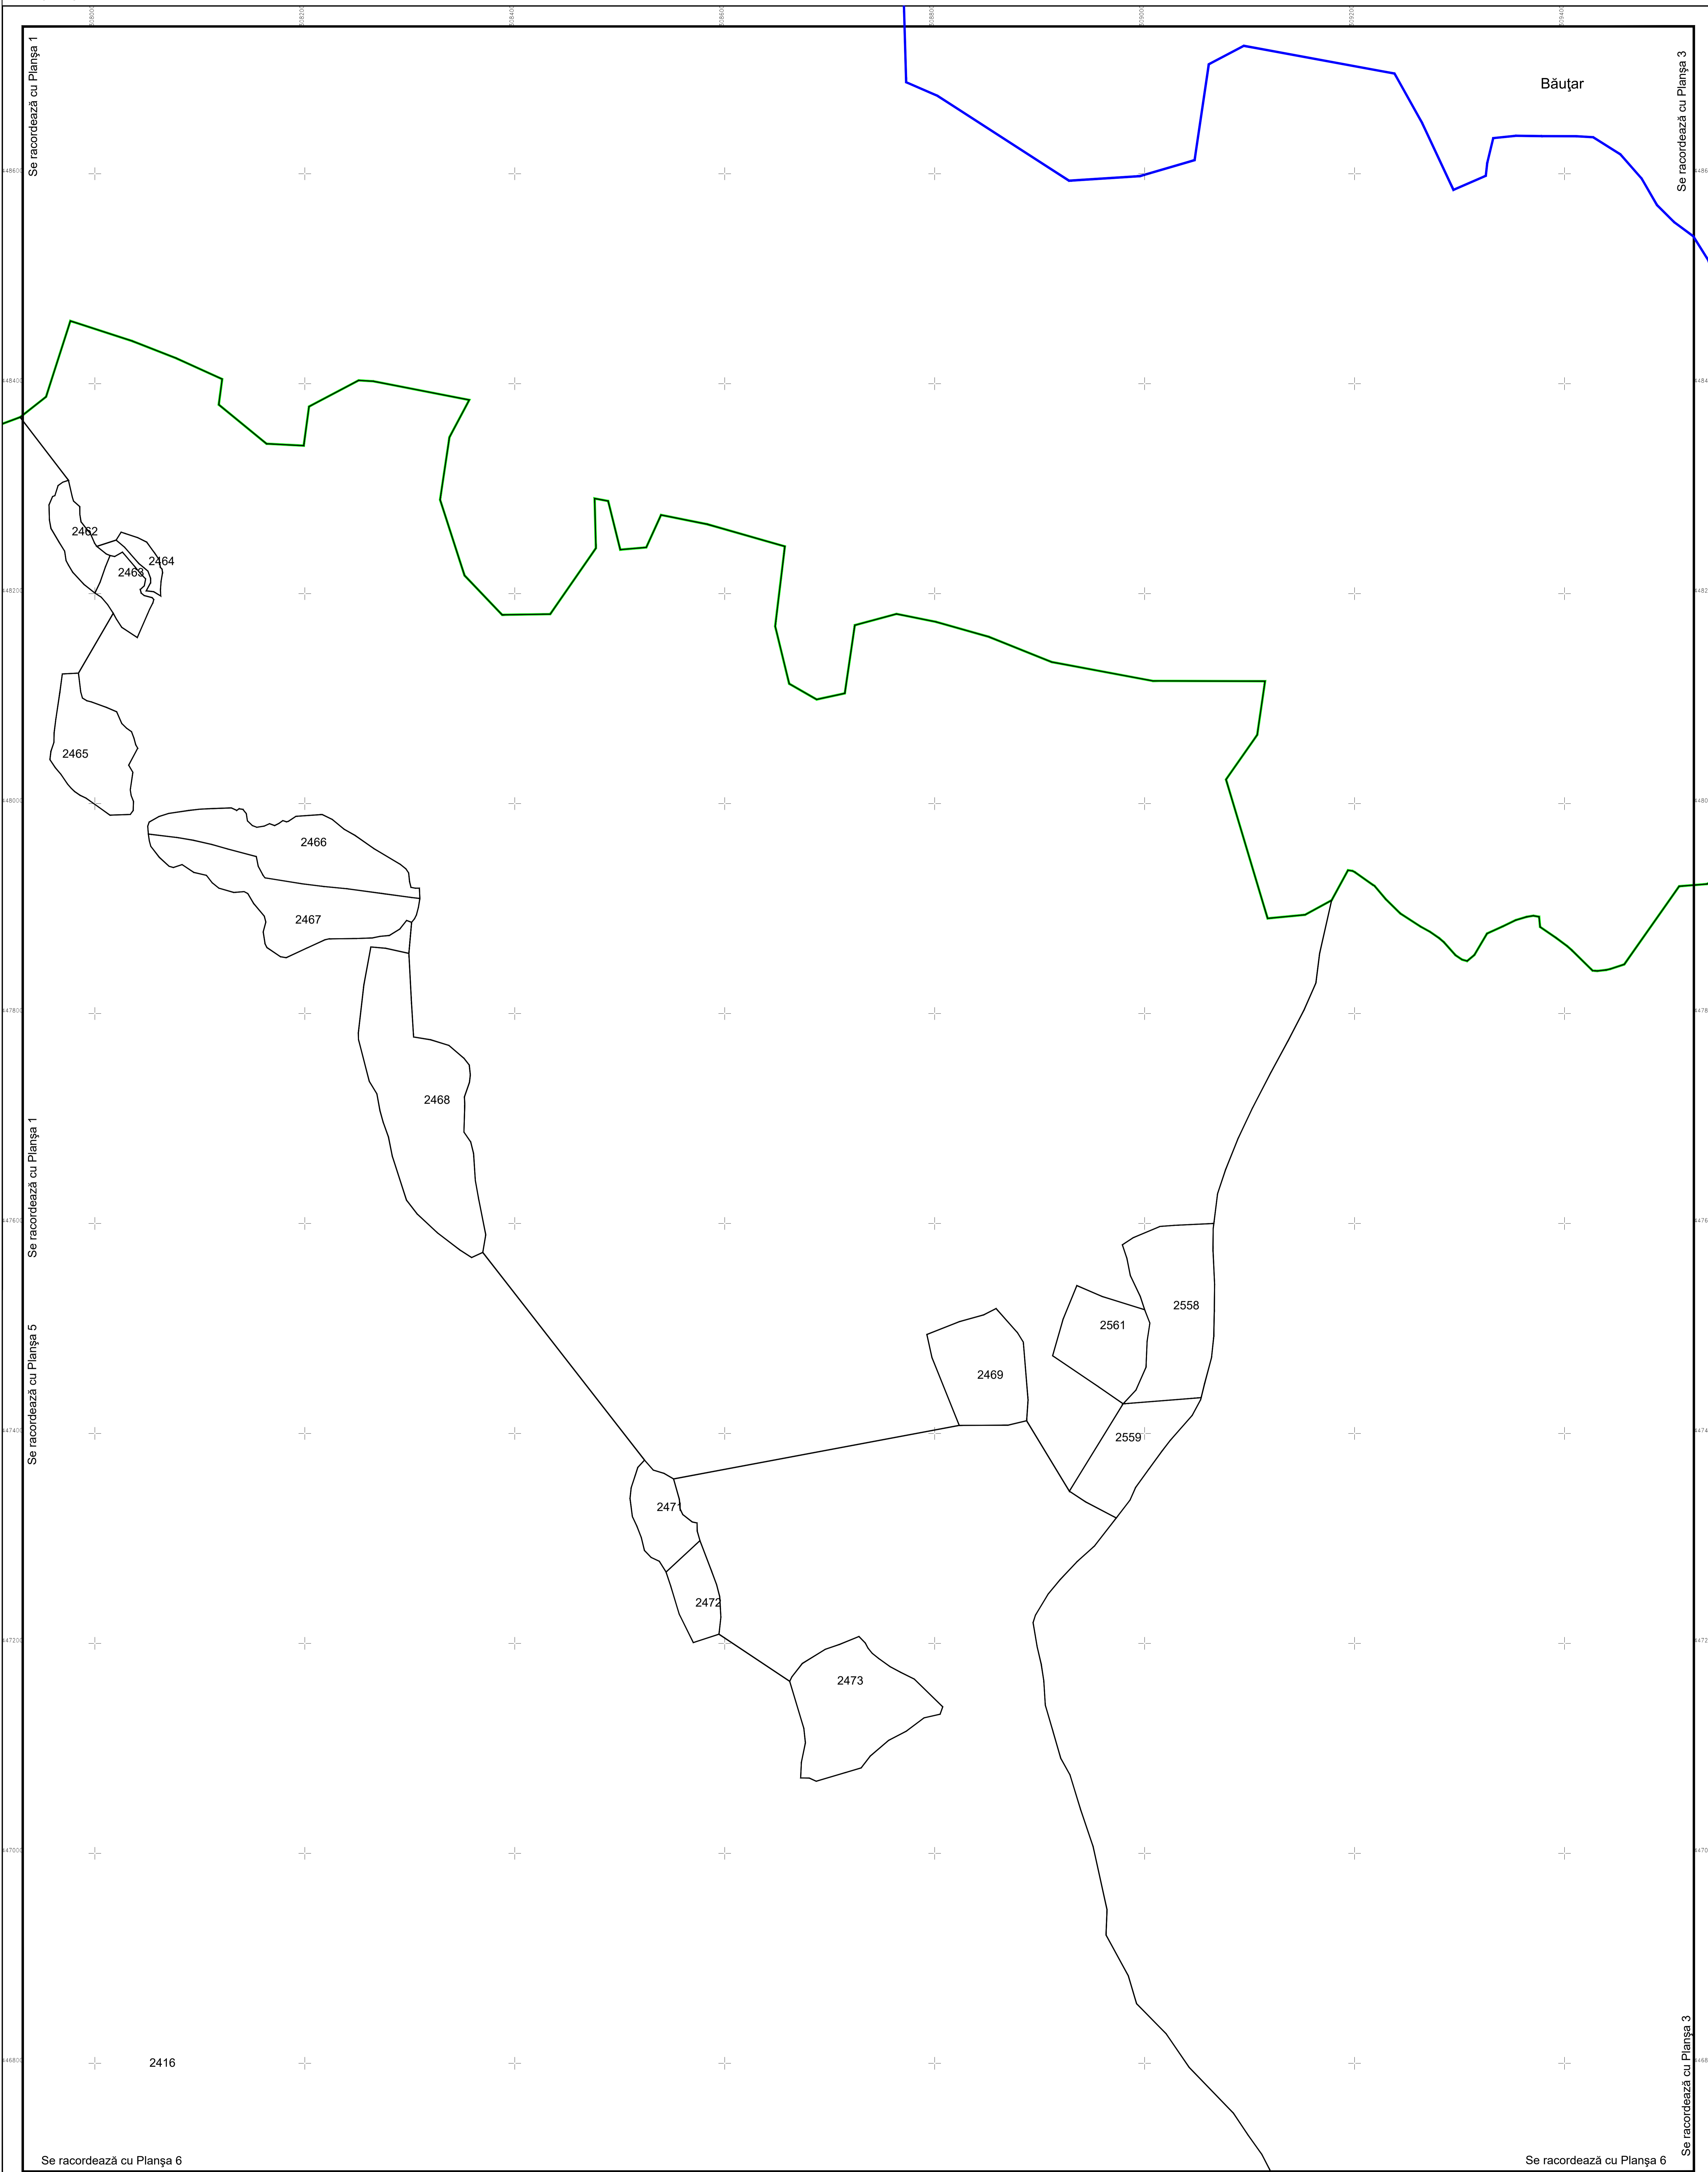 Se racordează cu Planşa 1
Se racordează cu Planşa 3
Băuţar
2462
2464
2463
2465
2466
2467
2468
Se racordează cu Planşa 1
Se racordează cu Planşa 5
2558
2561
2469
2559
2471
2472
2473
2416
Se racordează cu Planşa 3
Se racordează cu Planşa 6
Se racordează cu Planşa 6